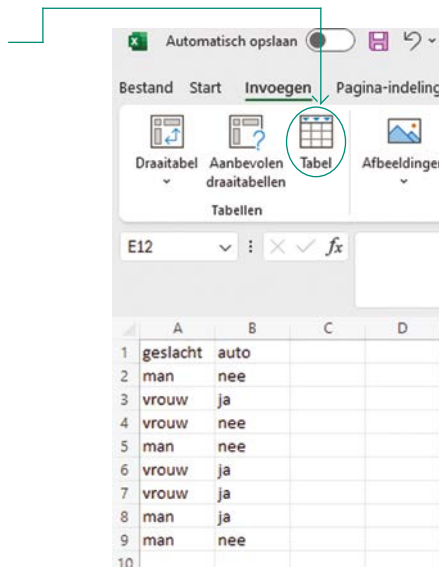 Automatisch opslaan
Bestand Start Invoegen Pagina-indeling
Draaitabel Aanbevolen draaitabellen Tabel Afbeeldingen
Tabellen
E12 fx
A B C D
1 geslacht auto
2 man nee
3 vrouw ja
4 vrouw nee
5 man nee
6 vrouw ja
7 vrouw ja
8 man ja
9 man nee
10